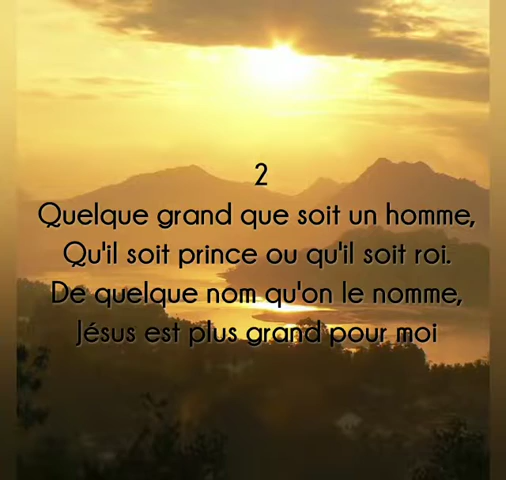 2
Quelque grand que soit un homme,
Qu'il soit prince ou qu'il soit roi.
De quelque nom qu'on le nomme,
Jésus est plus grand pour moi